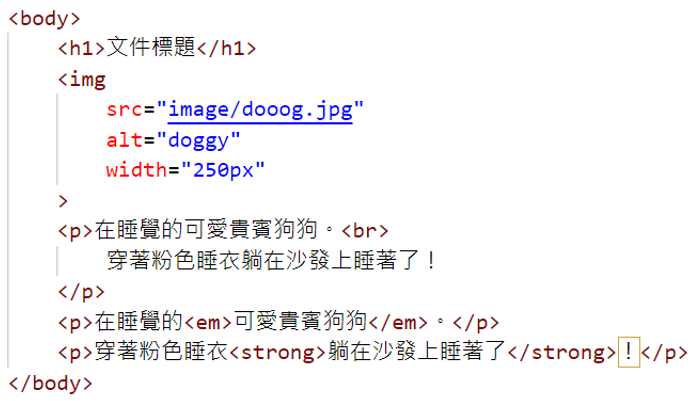 <body>
<h1>文件標題</h1>
<img
src="image/dooog.jpg"
alt="doggy"
width="250px"
>
<p>在睡覺的可愛貴賓狗狗。<br>
穿著粉色睡衣躺在沙發上睡著了！
</p>
<p>在睡覺的<em>可愛貴賓狗狗</em>。</p>
<p>穿著粉色睡衣<strong>躺在沙發上睡著了</strong>！</p>
</body>